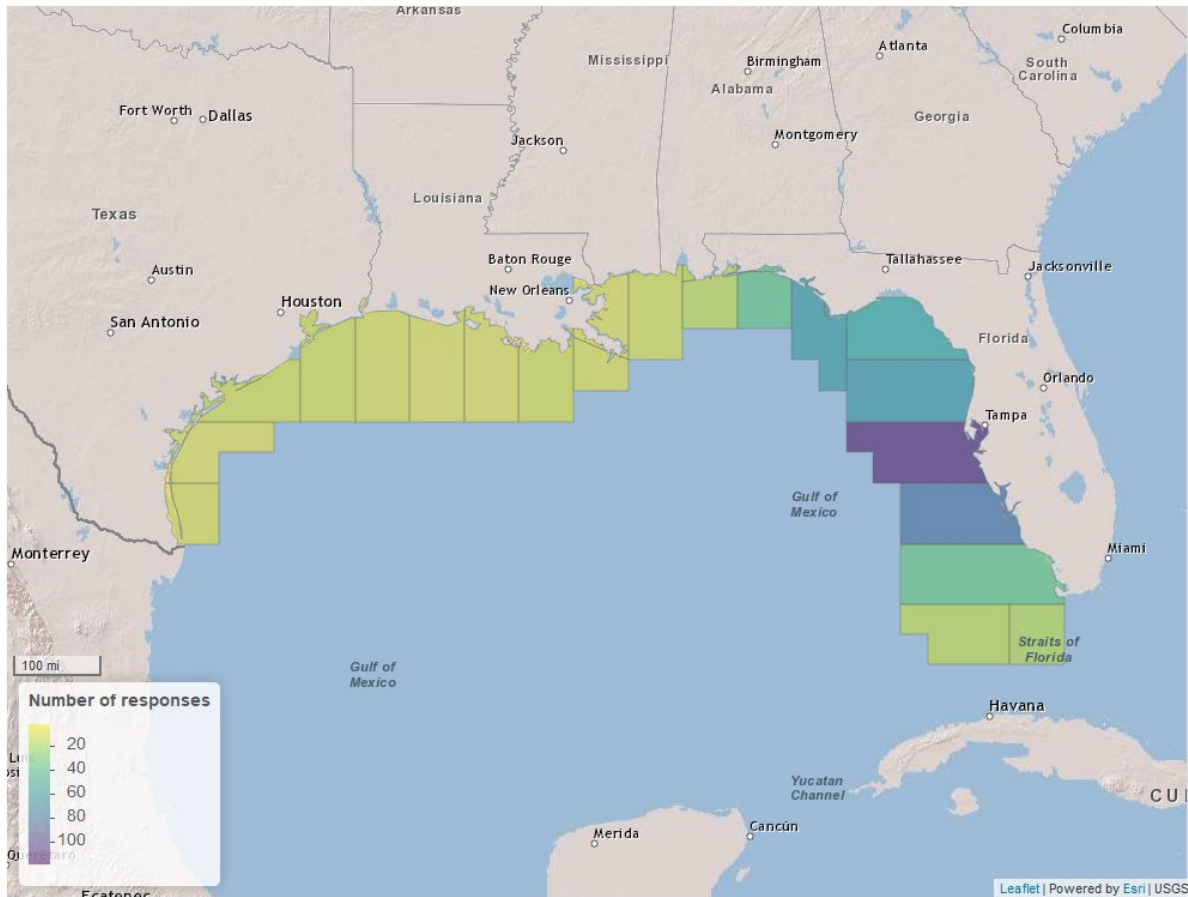 Arkansas
Columbia
Atlanta
Mississippi
Birmingham
South
Carolina
Alabama
Fort Worth
Dallas
Georgia
Jackson
Montgomery
Louisiana
Texas
Baton Rouge
Tallahassee
Jacksonville
Austin
New Orleans
Houston
San Antonio
Florida
Orlando
Tampa
Gulf of
Mexico
Monterrey
Miami
Straits of
Florida
100 mi
Gulf of
Mexico
Number of responses
Havana
20
40
60
80
100
Yucatan
Channel
Merida
Cancún
Querétaro
Ecatepec
Leaflet | Powered by Esri | USGS